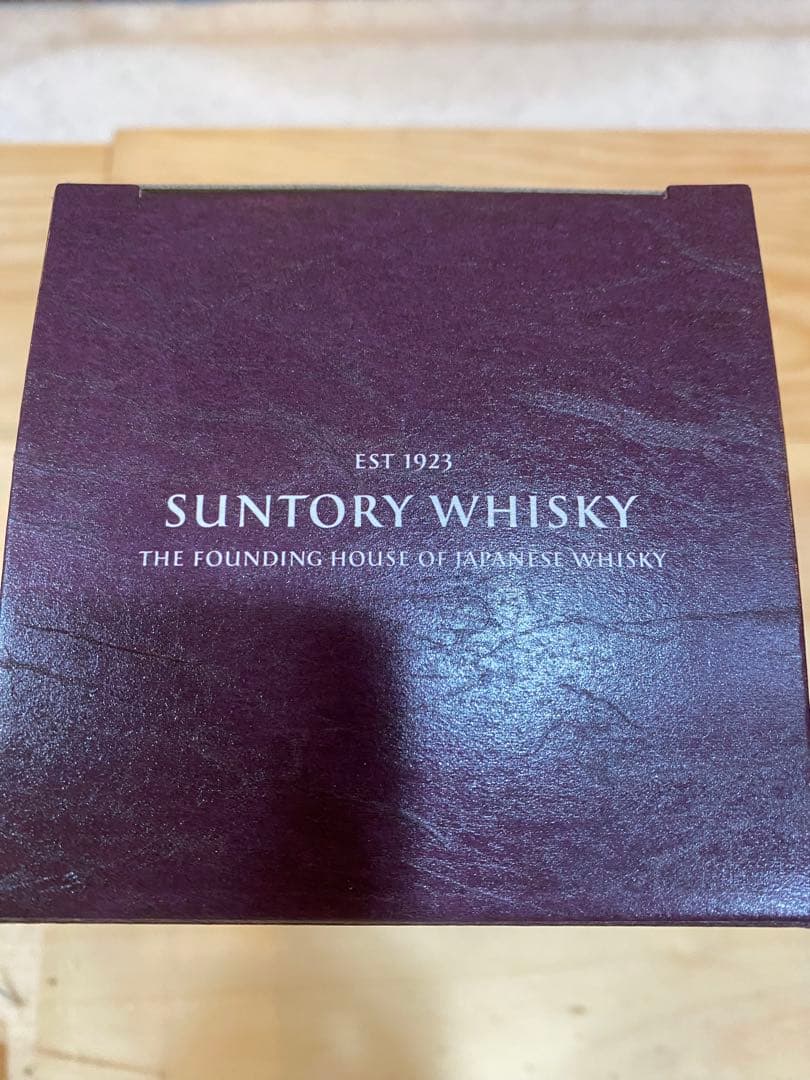 EST 1923
SUNTORY WHISKY
THE FOUNDING HOUSE OF JAPANESE WHISKY